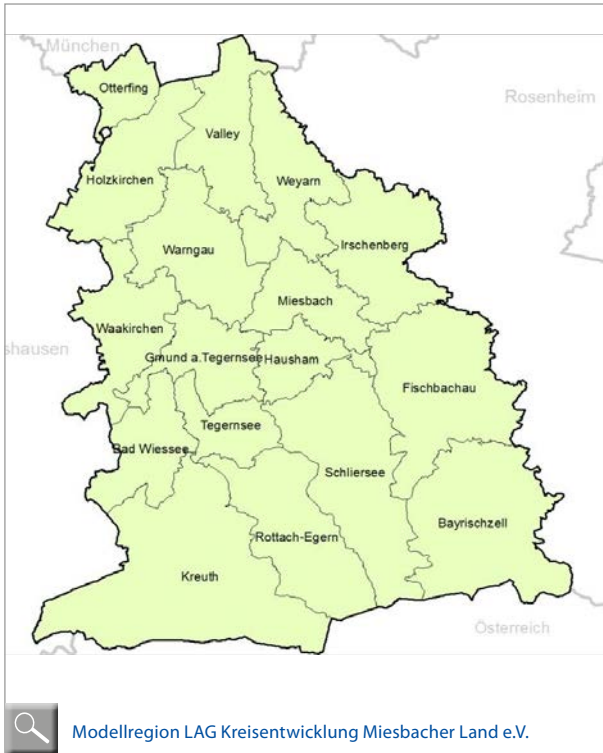 München
Otterfing
Rosenheim
Valley
Holzkirchen
Weyarn
Irschenberg
Warngau
Miesbach
Waakirchen
shausen
Gmund a.Tegernsee
Hausham
Fischbachau
Tegernsee
Bad Wiessee
Schliersee
Bayrischzell
Rottach-Egern
Kreuth
Österreich
Modellregion LAG Kreisentwicklung Miesbacher Land e.V.